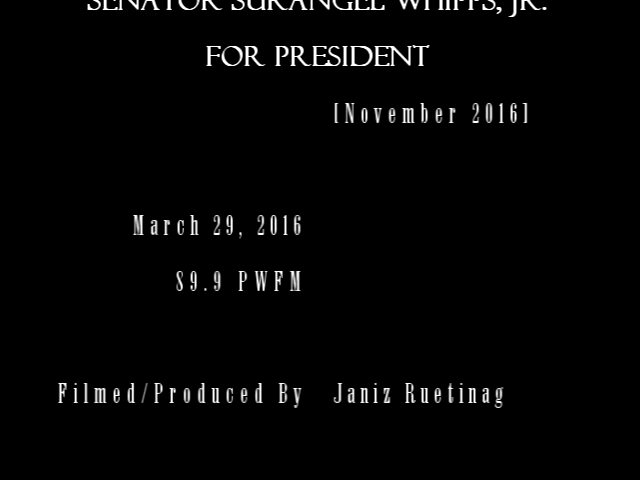 SENATOR SURANGEL WHIPPS, JR.
FOR PRESIDENT
[November 2016]
March 29, 2016
89.9 PWFM
Filmed/Produced By Janiz Ruetinag